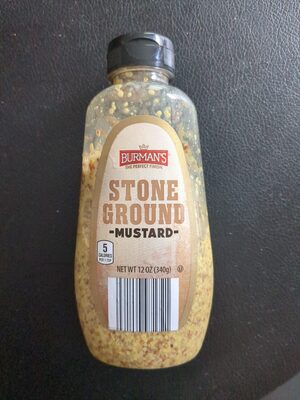 BURMAN'S
THE PERFECT FINISH.
STONE
GROUND
-MUSTARD-
5
CALORIES
PER 1 TSP
NET WT 12 OZ (340g)